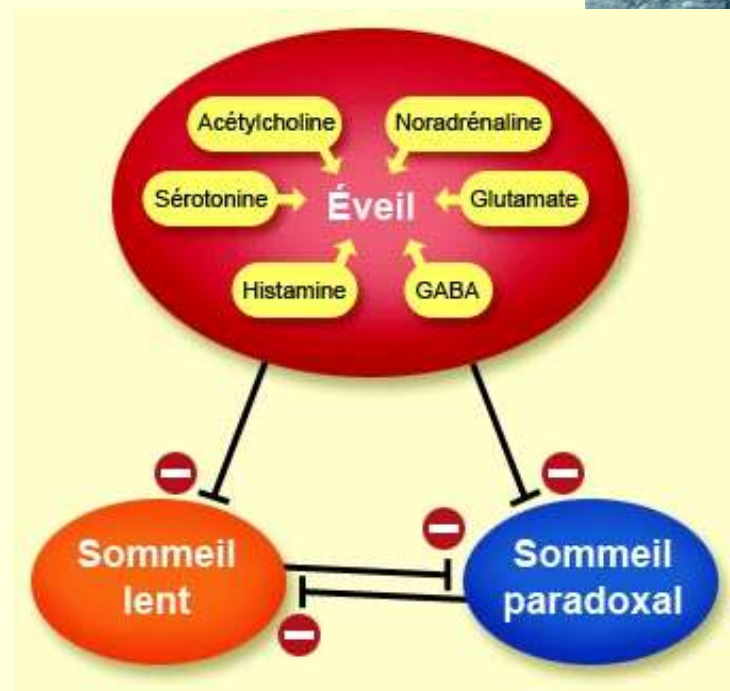 Acétylcholine
Noradrénaline
Sérotonine
Éveil
Glutamate
Histamine
GABA
Sommeil
lent
Sommeil
paradoxal